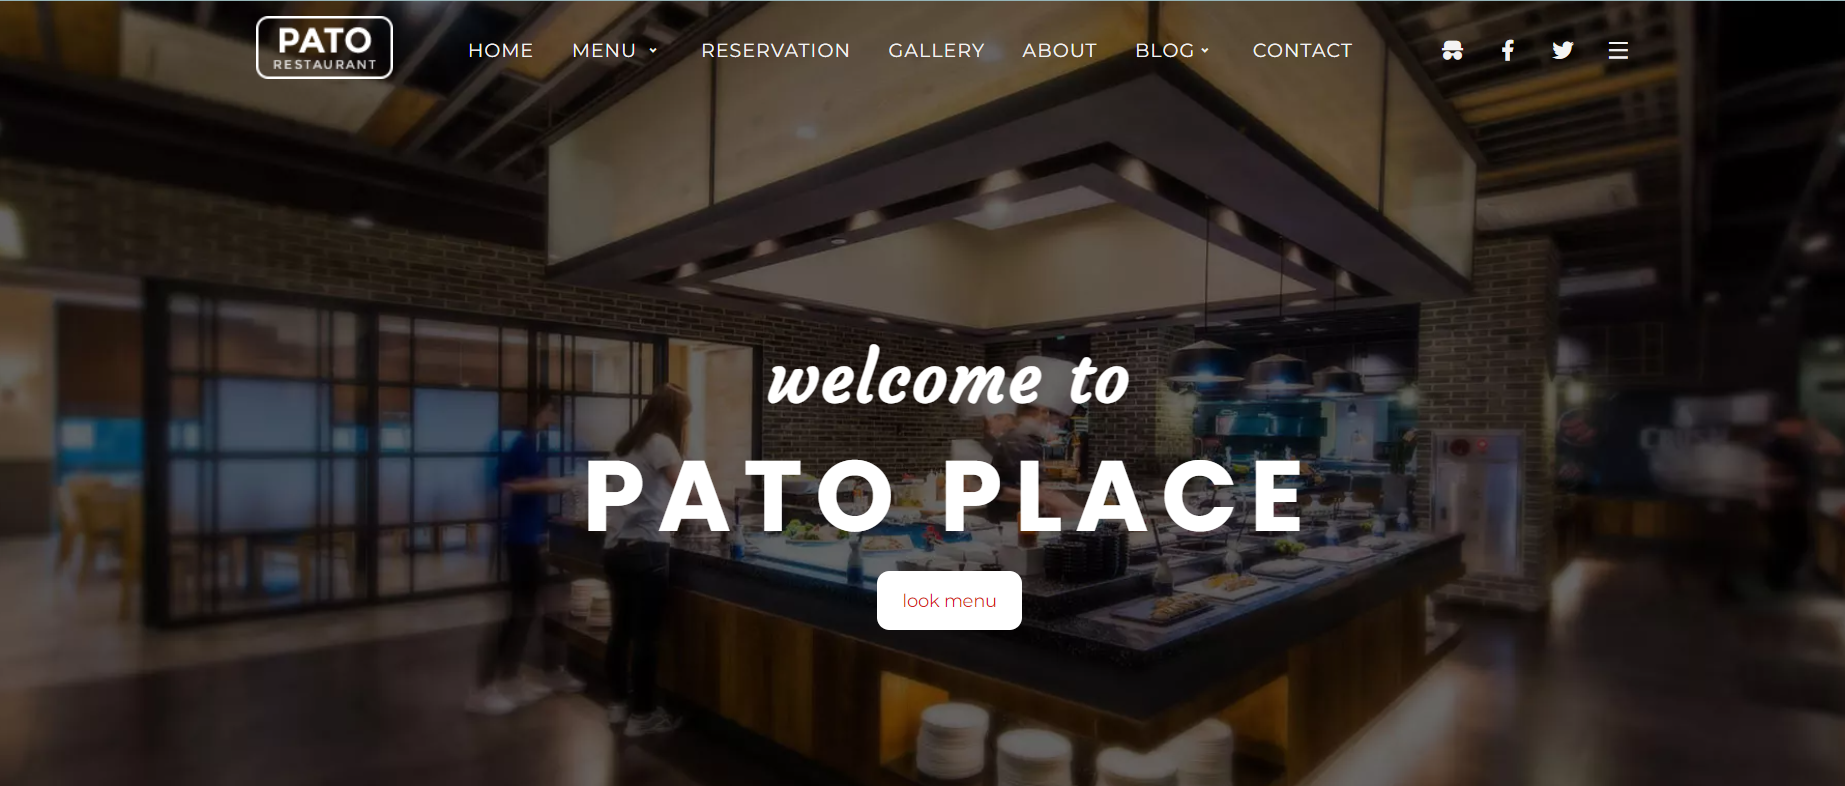 PATO
RESTAURANT
HOME MENU RESERVATION GALLERY ABOUT BLOG CONTACT
welcome to
PATO PLACE
look menu